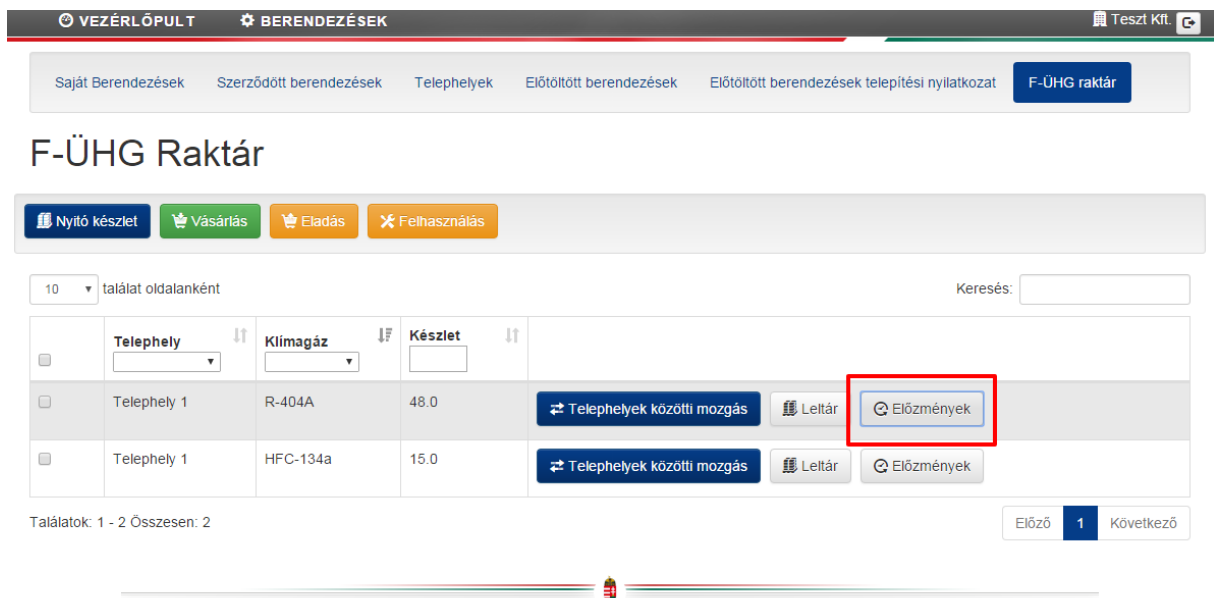 VEZÉRLŐPULT BERENDEZÉSEK Teszt Kft.
Saját Berendezések Szerződött berendezések Telephelyek Előtöltött berendezések Előtöltött berendezések telepítési nyilatkozat F-ÜHG raktár
F-ÜHG Raktár
Nyitó készlet Vásárlás Eladás Felhasználás
10 találat oldalanként Keresés:
Telephely Klímagáz Készlet
Telephely 1 R-404A 48.0 Telephelyek közötti mozgás Leltár Előzmények
Telephely 1 HFC-134a 15.0 Telephelyek közötti mozgás Leltár Előzmények
Találatok: 1 - 2 Összesen: 2 Előző 1 Következő